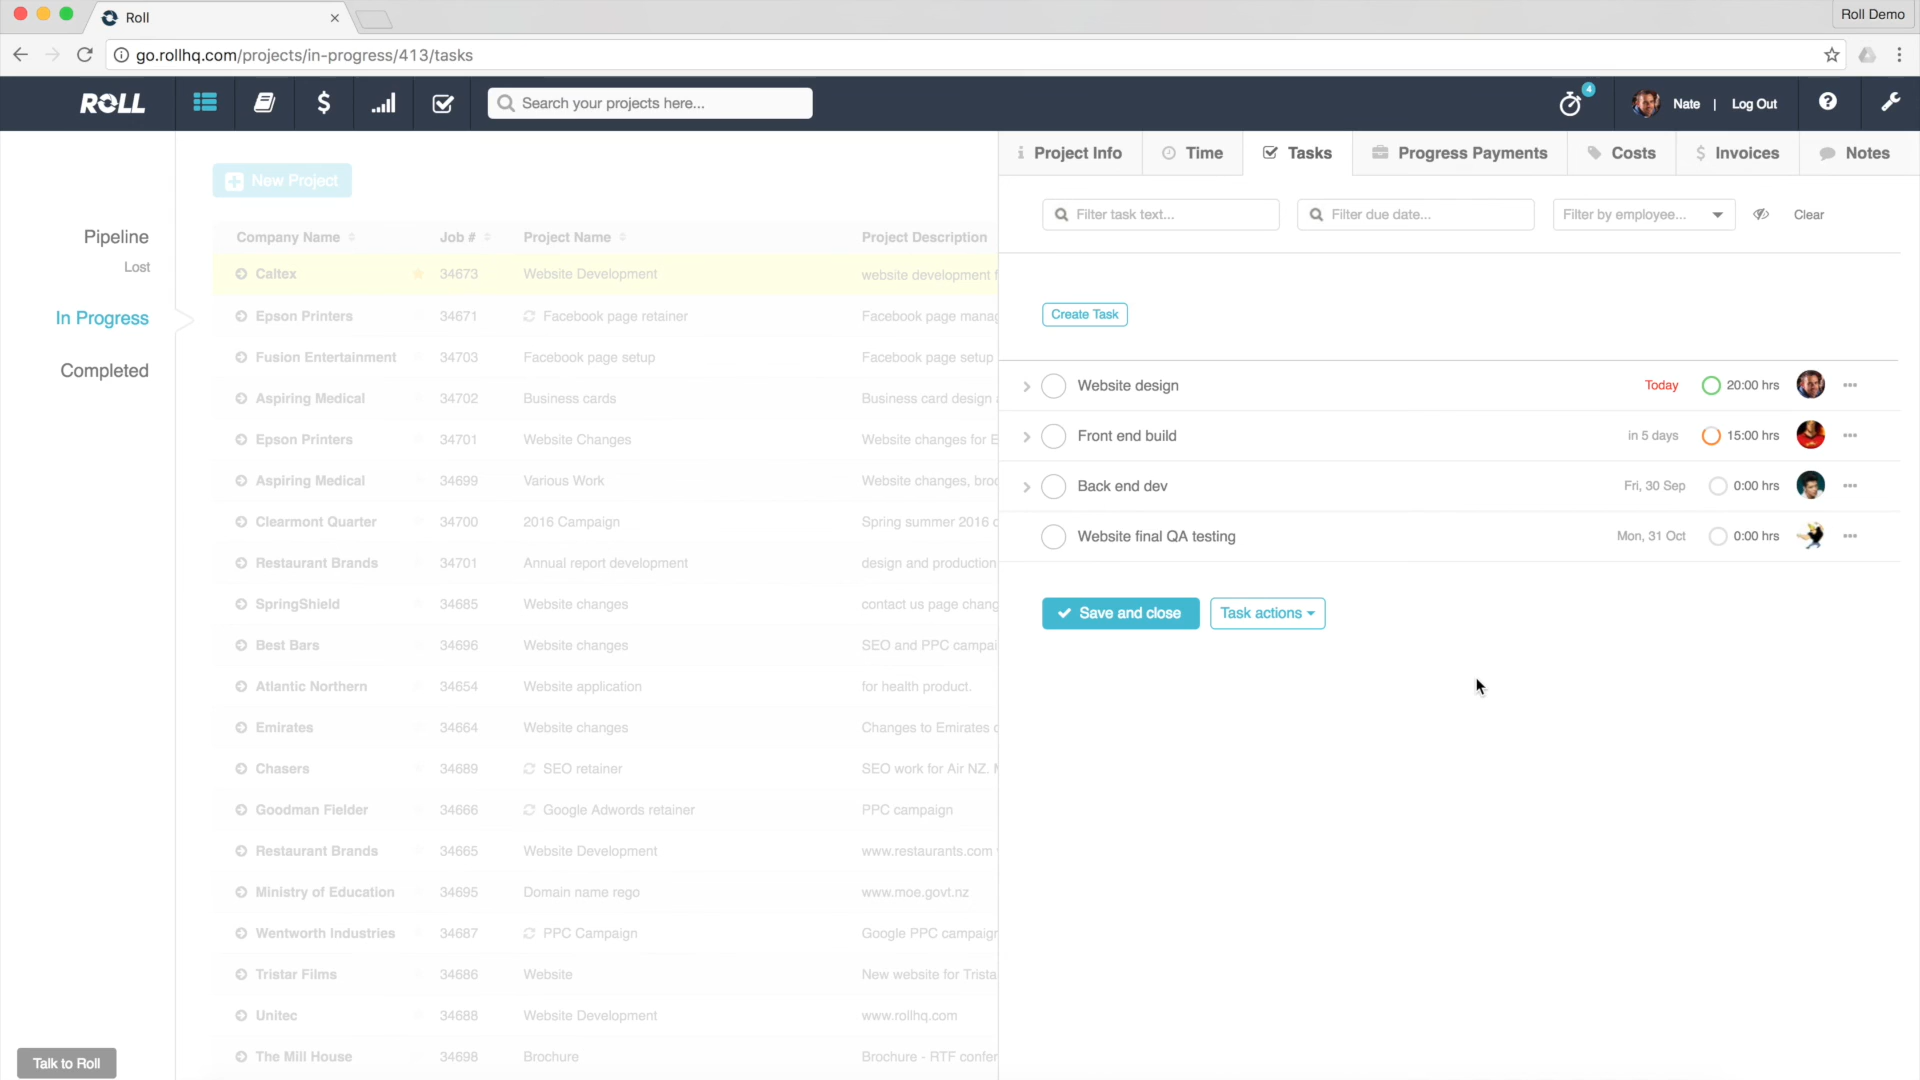 Roll
Roll Demo
go.rollhq.com/projects/in-progress/413/tasks
ROLL
Search your projects here...
4
Nate | Log Out
Project Info
Time
Tasks
Progress Payments
Costs
Invoices
Notes
New Project
Filter task text...
Filter due date...
Filter by employee...
Clear
Pipeline
Lost
In Progress
Completed
Company Name Job # Project Name Project Description
Caltex 34673 Website Development website development
Epson Printers 34671 Facebook page retainer Facebook page
Fusion Entertainment 34703 Facebook page setup Facebook page setup
Aspiring Medical 34702 Business cards Business card design
Epson Printers 34701 Website Changes Website changes for
Aspiring Medical 34699 Various Work Website changes,
Clearmont Quarter 34700 2016 Campaign Spring summer 2016
Restaurant Brands 34701 Annual report development design and production
SpringShield 34685 Website changes contact us page
Best Bars 34696 Website changes SEO and PPC
Atlantic Northern 34654 Website application for health product.
Emirates 34664 Website changes Changes to Emirates
Chasers 34689 SEO retainer SEO work for Air NZ.
Goodman Fielder 34666 Google Adwords retainer PPC campaign
Restaurant Brands 34665 Website Development www.restaurants.com
Ministry of Education 34695 Domain name rego www.moe.govt.nz
Wentworth Industries 34687 PPC Campaign Google PPC
Tristar Films 34686 Website New website for
Unitec 34688 Website Development www.rollhq.com
The Mill House 34698 Brochure Brochure - RTF
Create Task
Website design Today 20:00 hrs
Front end build in 5 days 15:00 hrs
Back end dev Fri, 30 Sep 0:00 hrs
Website final QA testing Mon, 31 Oct 0:00 hrs
Save and close
Task actions
Talk to Roll